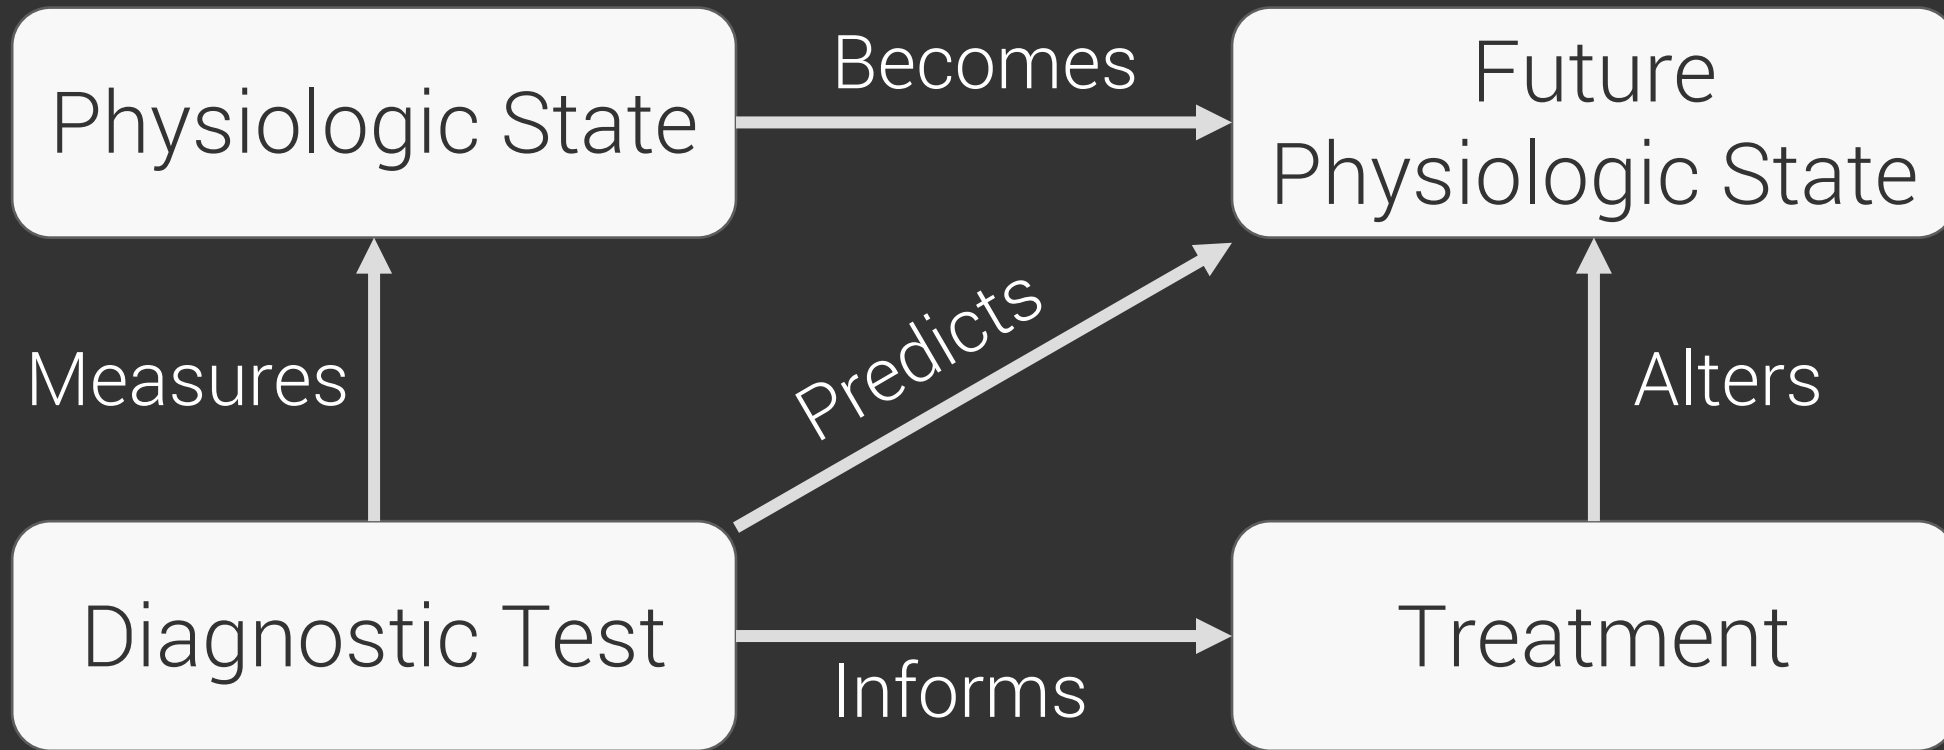 Physiologic State
Becomes
Future
Physiologic State
Measures
Predicts
Alters
Diagnostic Test
Informs
Treatment